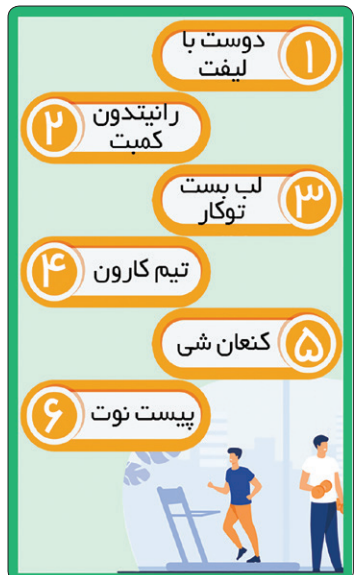 ۱
دوست با
لیفت
۲
رانیتدون
کمبت
۳
لب بست
توکار
۴
تیم کارون
۵
کنعان شی
۶
پیست نوت